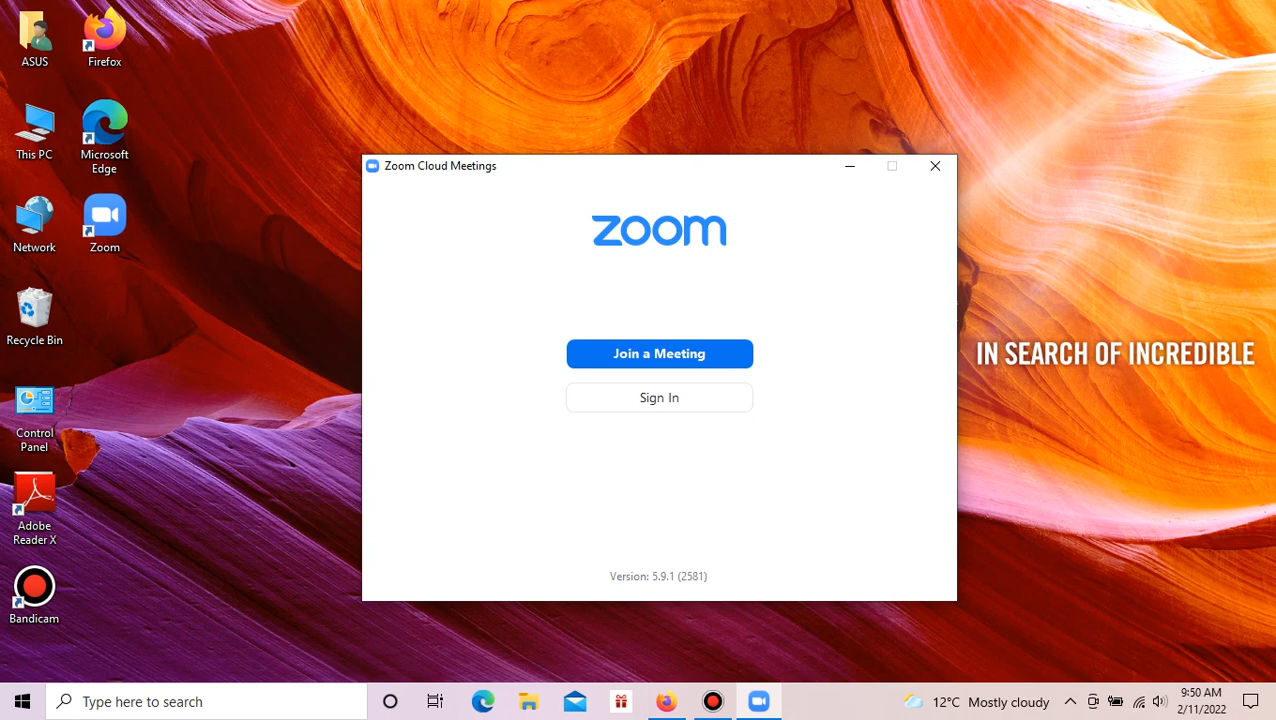 ASUS
Firefox
This PC
Microsoft
Edge
Network
Zoom
Recycle Bin
Control
Panel
Adobe
Reader X
Bandicam
Zoom Cloud Meetings
zoom
Join a Meeting
Sign In
Version: 5.9.1 (2581)
IN SEARCH OF INCREDIBLE
Type here to search
12°C Mostly cloudy
9:50 AM
2/11/2022